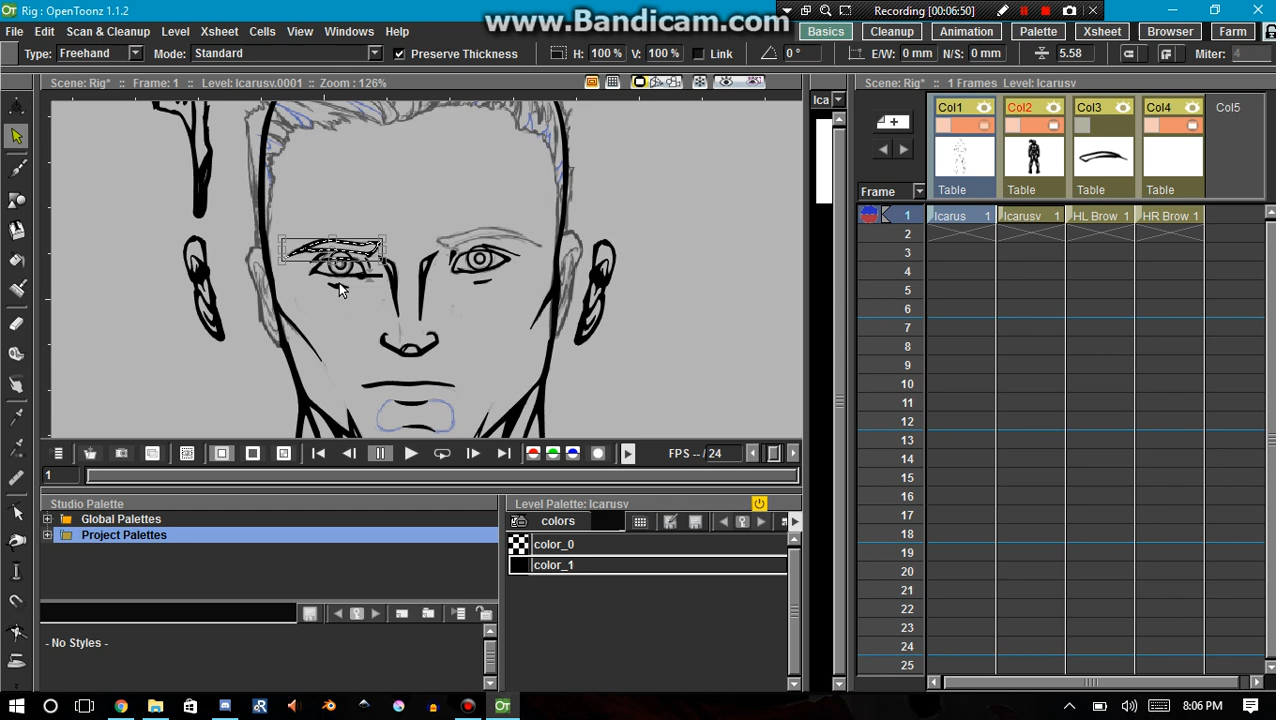 Rig : OpenToonz 1.1.2
www.Bandicam.com
Recording [00:06:50]
File Edit Scan & Cleanup Level Xsheet Cells View Windows Help
Basics Cleanup Animation Palette Xsheet Browser Farm
Type: Freehand Mode: Standard Preserve Thickness H: 100 % V: 100 % Link 0 ° E/W: 0 mm N/S: 0 mm 5.58 Miter: 4
Scene: Rig* :: Frame: 1 :: Level: Icarusv.0001 :: Zoom : 126%
Ica
Scene: Rig* :: 1 Frames Level: Icarusv
Col1 Col2 Col3 Col4 Col5
Frame Table Table Table Table
1 Icarus 1 Icarusv 1 HL Brow 1 HR Brow 1
2
3
4
5
6
7
8
9
10
11
12
13
14
15
16
17
18
19
20
21
22
23
24
25
FPS -- / 24
1
Studio Palette
Global Palettes
Project Palettes
- No Styles -
Level Palette: Icarusv
colors
color_0
color_1
8:06 PM